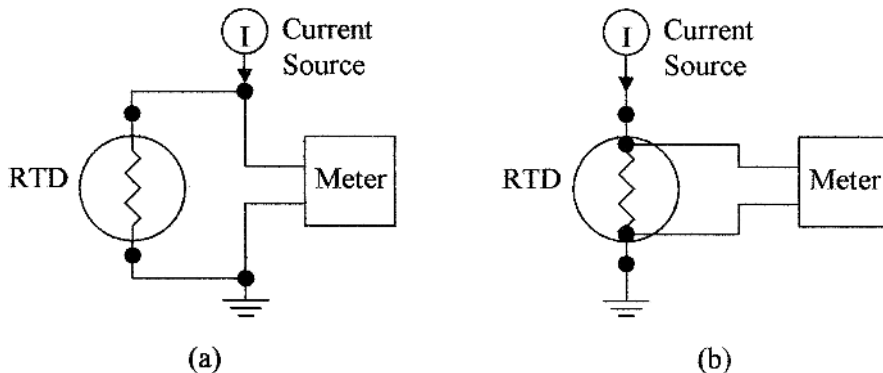 I
Current
Source
RTD
Meter
(a)
I
Current
Source
RTD
Meter
(b)